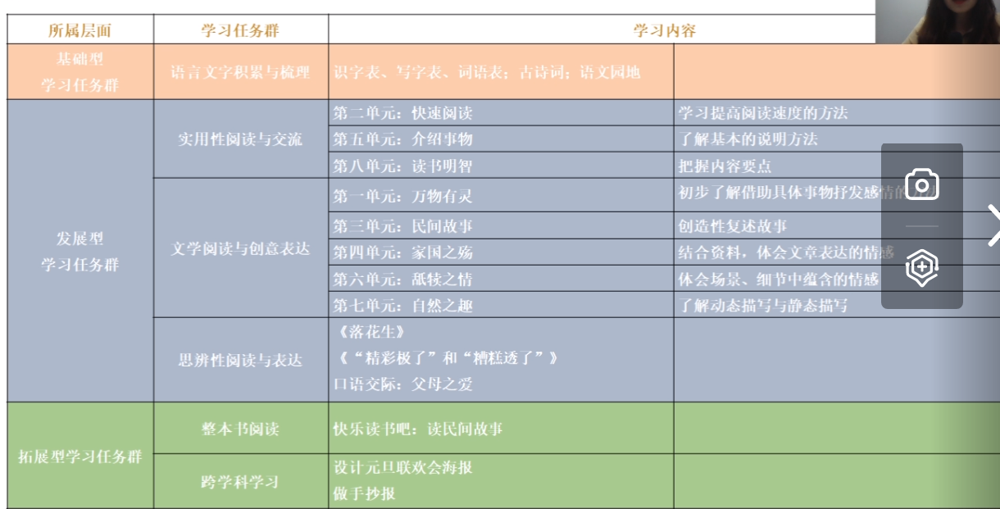 所属层面 学习任务群 学习内容
基础型
学习任务群
语言文字积累与梳理 识字表、写字表、词语表；古诗词；语文园地
发展型
学习任务群
实用性阅读与交流
第二单元：快速阅读 学习提高阅读速度的方法
第五单元：介绍事物 了解基本的说明方法
第八单元：读书明智 把握内容要点
文学阅读与创意表达
第一单元：万物有灵 初步了解借助具体事物抒发感情的方法
第三单元：民间故事 创造性复述故事
第四单元：家国之殇 结合资料，体会文章表达的情感
第六单元：舐犊之情 体会场景、细节中蕴含的情感
第七单元：自然之趣 了解动态描写与静态描写
思辨性阅读与表达
《落花生》
《“精彩极了”和“糟糕透了”》
口语交际：父母之爱
拓展型学习任务群
整本书阅读 快乐读书吧：读民间故事
跨学科学习
设计元旦联欢会海报
做手抄报